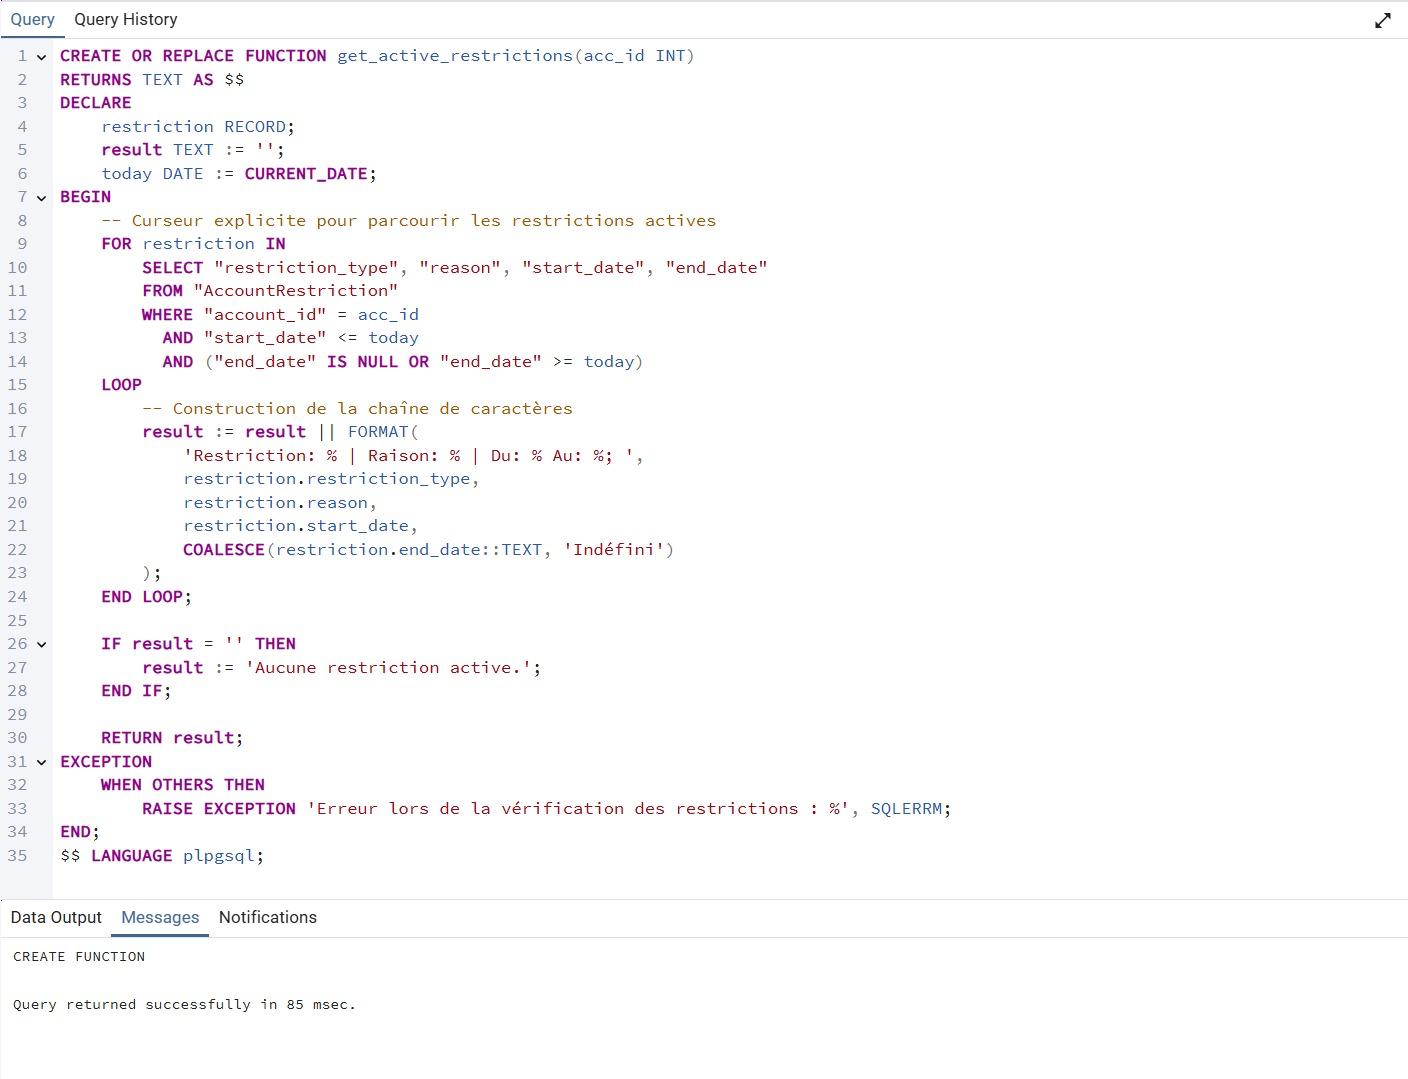 Query Query History
1 CREATE OR REPLACE FUNCTION get_active_restrictions(acc_id INT)
2 RETURNS TEXT AS $$
3 DECLARE
4     restriction RECORD;
5     result TEXT := '';
6     today DATE := CURRENT_DATE;
7 BEGIN
8     -- Curseur explicite pour parcourir les restrictions actives
9     FOR restriction IN
10         SELECT "restriction_type", "reason", "start_date", "end_date"
11         FROM "AccountRestriction"
12         WHERE "account_id" = acc_id
13           AND "start_date" <= today
14           AND ("end_date" IS NULL OR "end_date" >= today)
15     LOOP
16         -- Construction de la chaîne de caractères
17         result := result || FORMAT(
18             'Restriction: % | Raison: % | Du: % Au: %; ',
19             restriction.restriction_type,
20             restriction.reason,
21             restriction.start_date,
22             COALESCE(restriction.end_date::TEXT, 'Indéfini')
23         );
24     END LOOP;
25
26     IF result = '' THEN
27         result := 'Aucune restriction active.';
28     END IF;
29
30     RETURN result;
31 EXCEPTION
32     WHEN OTHERS THEN
33         RAISE EXCEPTION 'Erreur lors de la vérification des restrictions : %', SQLERRM;
34 END;
35 $$ LANGUAGE plpgsql;
Data Output Messages Notifications
CREATE FUNCTION
Query returned successfully in 85 msec.